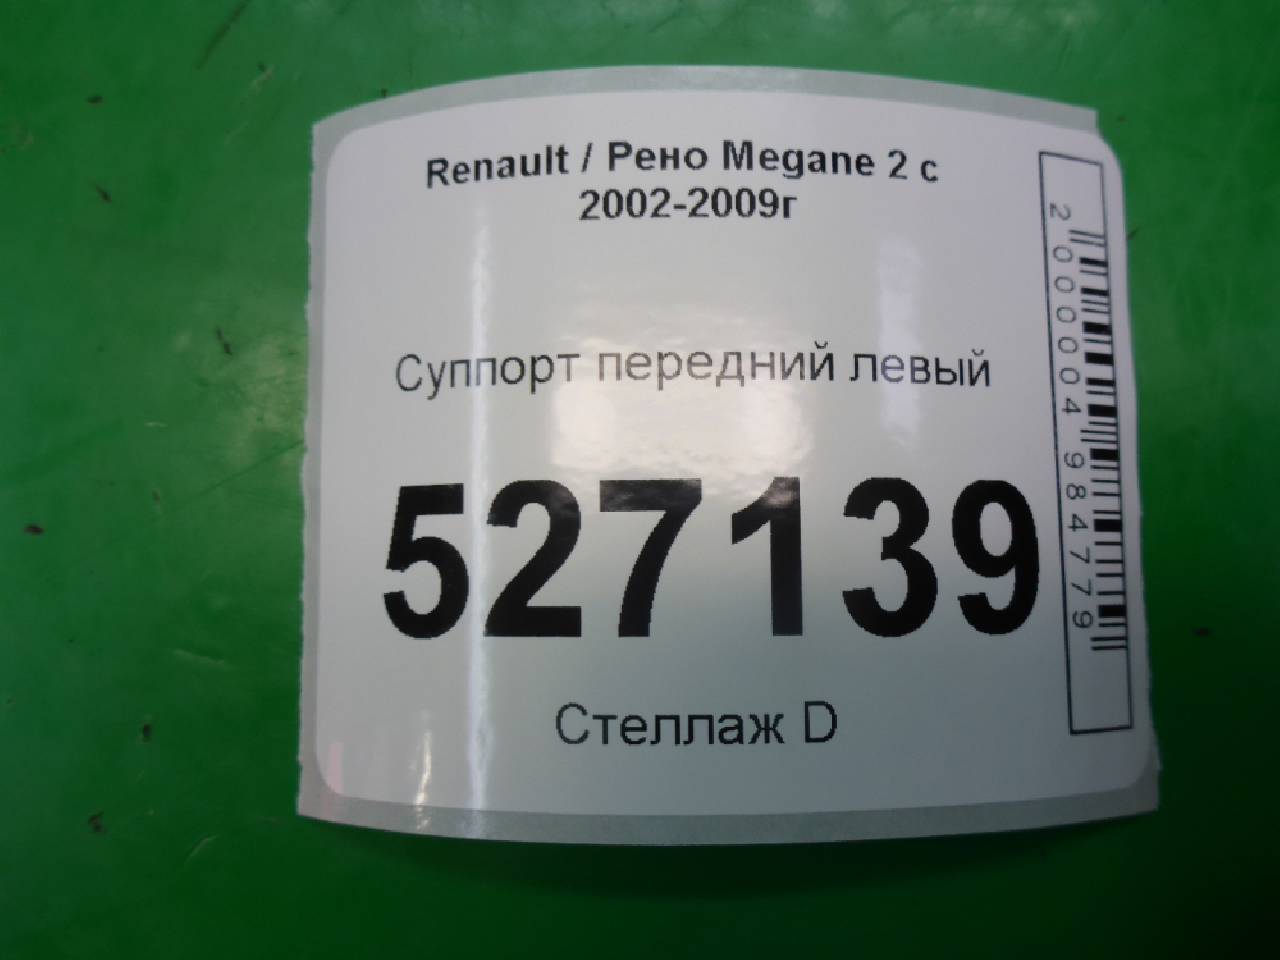 Renault / Рено Megane 2 с
2002-2009г
Суппорт передний левый
527139
Стеллаж D
2000004984779